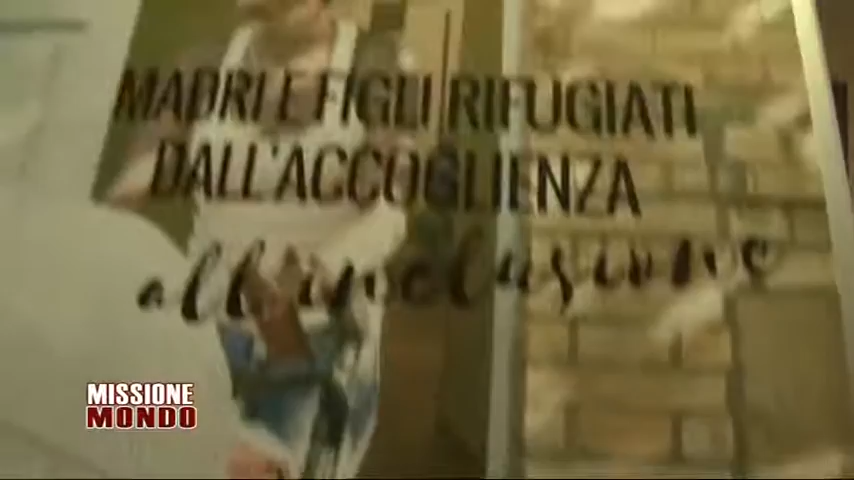 MADRI E FIGLI RIFUGIATI
DALL'ACCOGLIENZA
all'inclusione
MISSIONE
MONDO